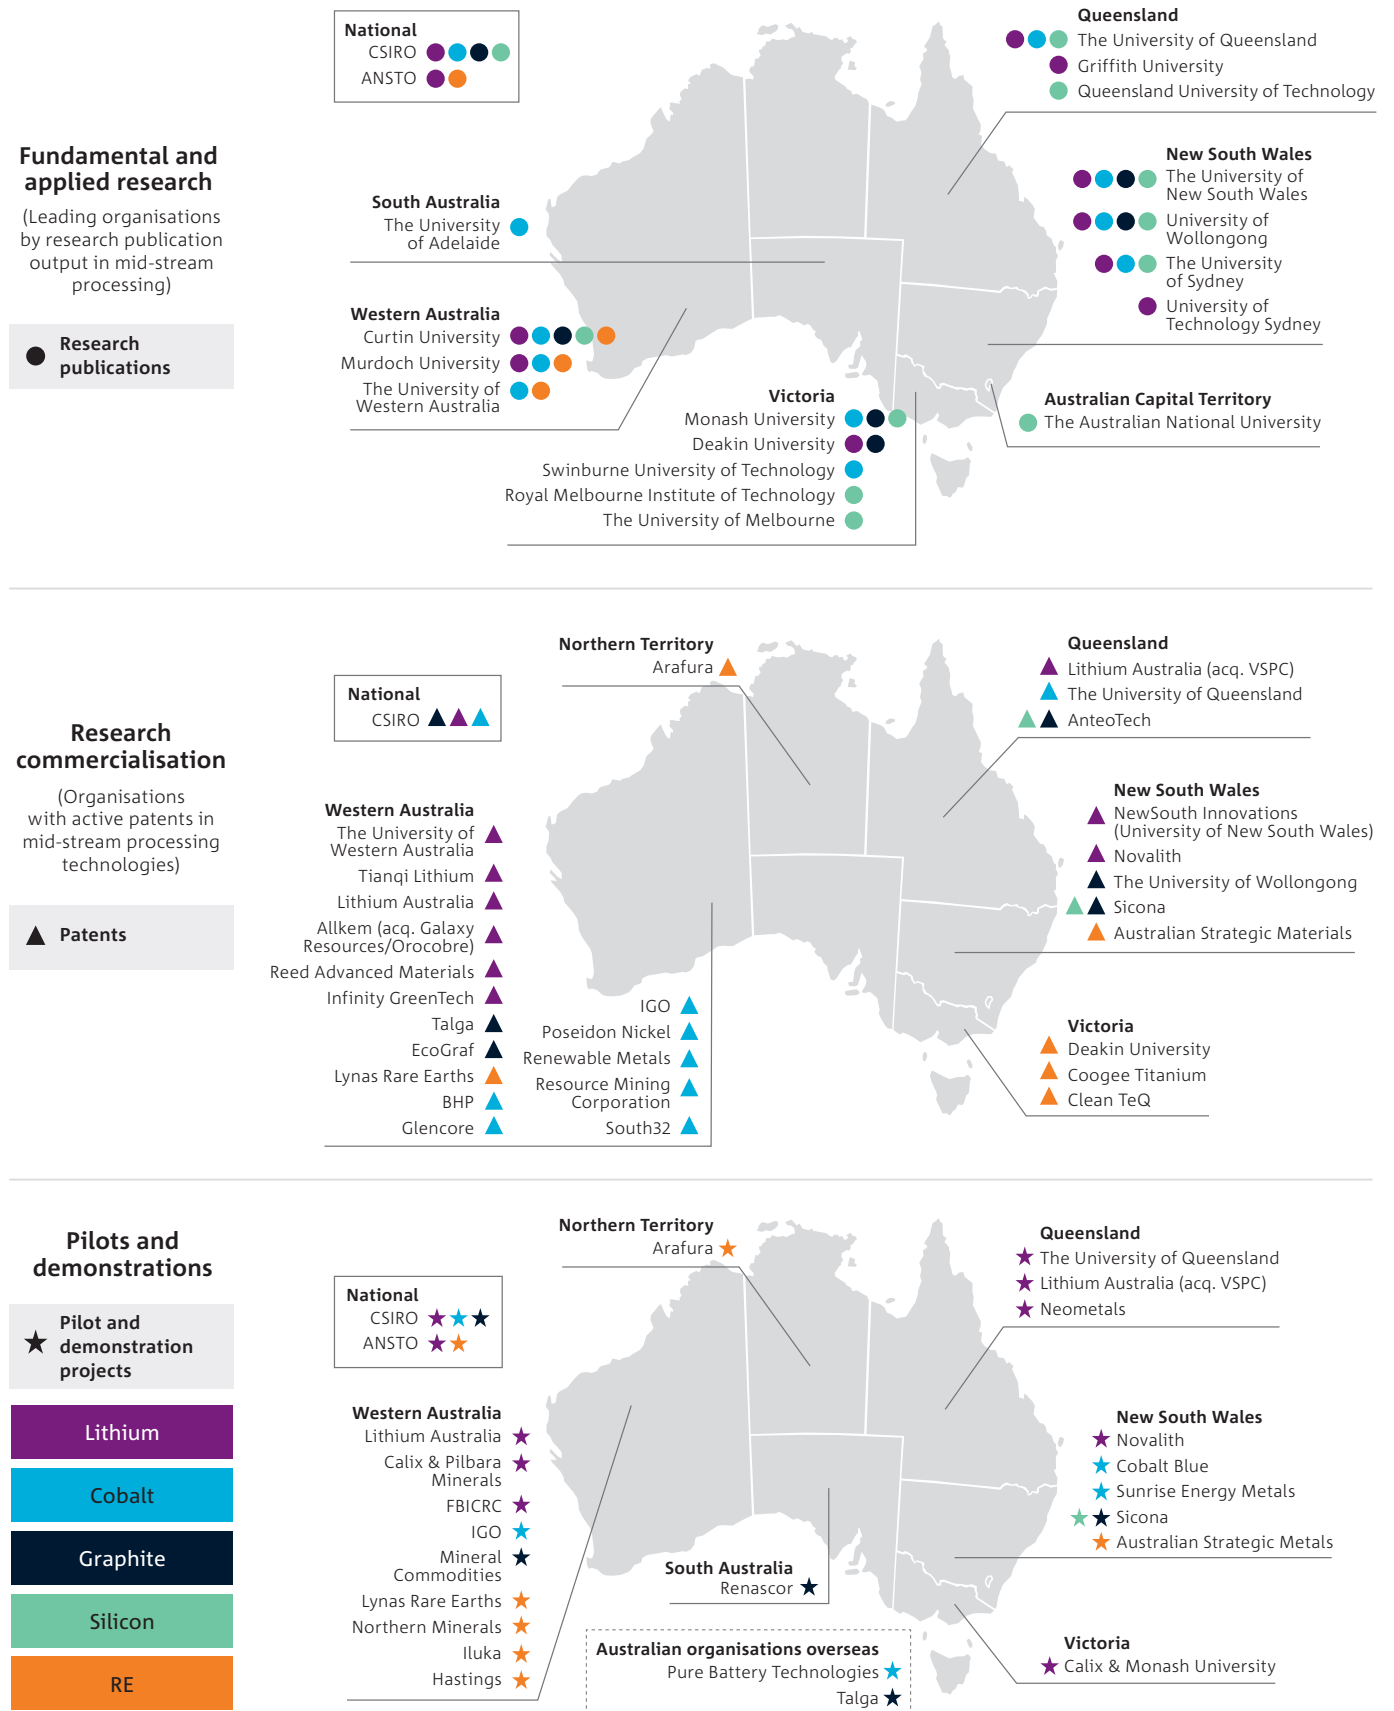 Fundamental and
applied research
(Leading organisations
by research publication
output in mid-stream
processing)
Research
publications
National
CSIRO
ANSTO
South Australia
The University
of Adelaide
Western Australia
Curtin University
Murdoch University
The University of
Western Australia
Victoria
Monash University
Deakin University
Swinburne University of Technology
Royal Melbourne Institute of Technology
The University of Melbourne
Queensland
The University of Queensland
Griffith University
Queensland University of Technology
New South Wales
The University of
New South Wales
University of
Wollongong
The University
of Sydney
University of
Technology Sydney
Australian Capital Territory
The Australian National University
Research
commercialisation
(Organisations
with active patents in
mid-stream processing
technologies)
Patents
National
CSIRO
Northern Territory
Arafura
Western Australia
The University of
Western Australia
Tianqi Lithium
Lithium Australia
Allkem (acq. Galaxy
Resources/Orocobre)
Reed Advanced Materials
Infinity GreenTech
Talga
EcoGraf
Lynas Rare Earths
BHP
Glencore
IGO
Poseidon Nickel
Renewable Metals
Resource Mining
Corporation
South32
Queensland
Lithium Australia (acq. VSPC)
The University of Queensland
AnteoTech
New South Wales
NewSouth Innovations
(University of New South Wales)
Novalith
The University of Wollongong
Sicona
Australian Strategic Materials
Victoria
Deakin University
Coogee Titanium
Clean TeQ
Pilots and
demonstrations
Pilot and
demonstration
projects
Lithium
Cobalt
Graphite
Silicon
RE
National
CSIRO
ANSTO
Northern Territory
Arafura
Western Australia
Lithium Australia
Calix & Pilbara
Minerals
FBICRC
IGO
Mineral
Commodities
Lynas Rare Earths
Northern Minerals
Iluka
Hastings
South Australia
Renascor
Australian organisations overseas
Pure Battery Technologies
Talga
Queensland
The University of Queensland
Lithium Australia (acq. VSPC)
Neometals
New South Wales
Novalith
Cobalt Blue
Sunrise Energy Metals
Sicona
Australian Strategic Metals
Victoria
Calix & Monash University